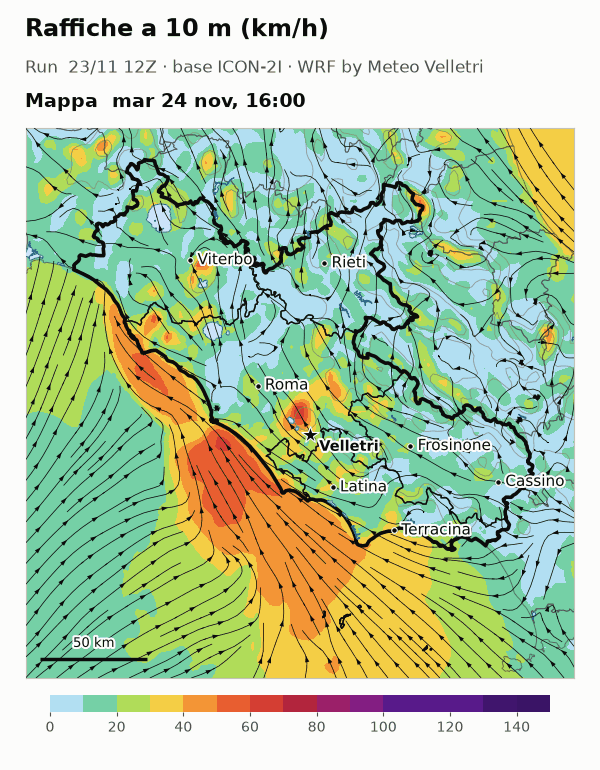 Raffiche a 10 m (km/h)
Run 23/11 12Z · base ICON-2I · WRF by Meteo Velletri
Mappa mar 24 nov, 16:00
Viterbo
Rieti
Roma
Velletri
Frosinone
Latina
Cassino
Terracina
50 km
0 20 40 60 80 100 120 140